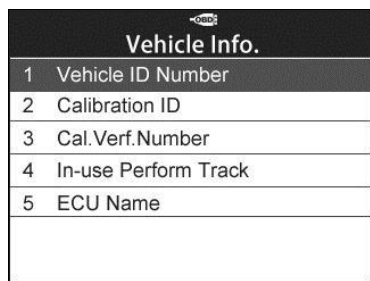 OBD
Vehicle Info.
1 Vehicle ID Number
2 Calibration ID
3 Cal.Verf.Number
4 In-use Perform Track
5 ECU Name